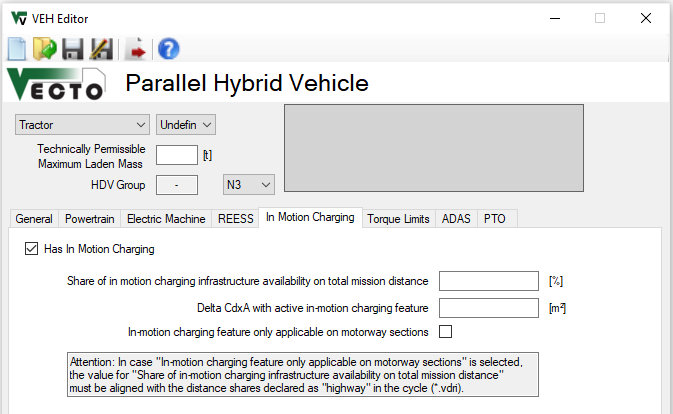 VEH Editor
VECTO
Parallel Hybrid Vehicle
Tractor
Undefin
Technically Permissible
Maximum Laden Mass
[t]
HDV Group
-
N3
General
Powertrain
Electric Machine
REESS
In Motion Charging
Torque Limits
ADAS
PTO
Has In Motion Charging
Share of in motion charging infrastructure availability on total mission distance
[%]
Delta CdxA with active in-motion charging feature
[m²]
In-motion charging feature only applicable on motorway sections
Attention: In case "In-motion charging feature only applicable on motorway sections" is selected,
the value for "Share of in-motion charging infrastructure availability on total mission distance"
must be aligned with the distance shares declared as "highway" in the cycle (*.vdri).